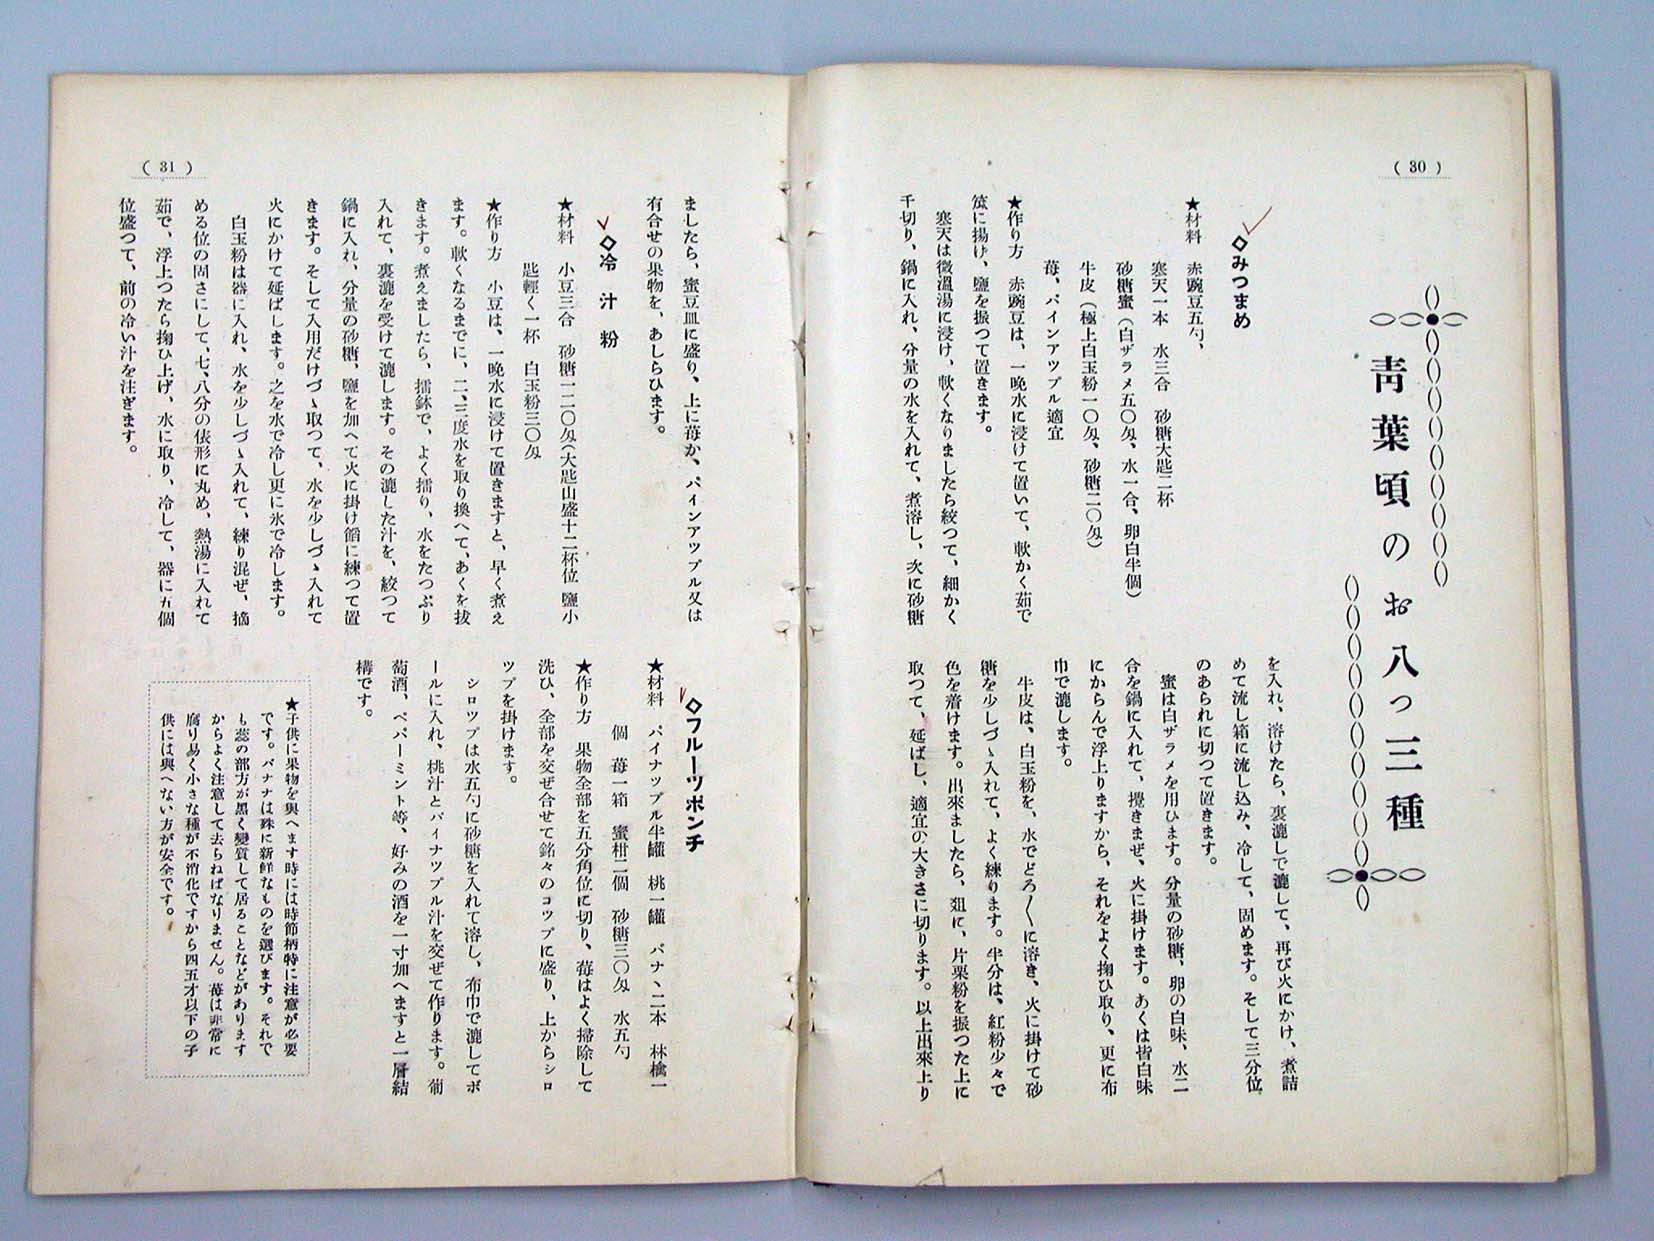 ( 30 )
青葉頃のお八つ三種
◇みつまめ
★材料　赤豌豆五勺、
寒天一本　水三合　砂糖大匙二杯
砂糖蜜（白ザラメ五〇匁、水一合、卵白半個）
牛皮（極上白玉粉一〇匁、砂糖二〇匁）
苺、パインアツプル適宜
★作り方　赤豌豆は、一晩水に浸けて置いて、軟かく茹で
笊に揚げ、鹽を振つて置きます。
寒天は微溫湯に浸け、軟くなりましたら絞つて、細かく
千切り、鍋に入れ、分量の水を入れて、煮溶し、次に砂糖
を入れ、溶けたら、裏漉しで漉して、再び火にかけ、煮詰
めて流し箱に流し込み、冷して、固めます。そして三分位
のあられに切つて置きます。
蜜は白ザラメを用ひます。分量の砂糖、卵の白味、水二
合を鍋に入れて、攪きまぜ、火に掛けます。あくは皆白味
にからんで浮上りますから、それをよく掬ひ取り、更に布
巾で漉します。
牛皮は、白玉粉を、水でどろ〳〵に溶き、火に掛けて砂
糖を少しづゝ入れて、よく練ります。半分は、紅粉少々で
色を着けます。出來ましたら、俎に、片栗粉を振つた上に
取つて、延ばし、適宜の大きさに切ります。以上出來上り
( 31 )
ましたら、蜜豆皿に盛り、上に苺か、パインアツプル又は
有合せの果物を、あしらひます。
◇冷汁粉
★材料　小豆三合　砂糖一二〇匁（大匙山盛十二杯位　鹽小
匙輕く一杯　白玉粉三〇匁
★作り方　小豆は、一晩水に浸けて置きますと、早く煮え
ます。軟くなるまでに、二、三度水を取り換へて、あくを拔
きます。煮えましたら、擂鉢で、よく擂り、水をたつぷり
入れて、裏漉を受けて漉します。その漉した汁を、絞つて
鍋に入れ、分量の砂糖、鹽を加へて火に掛け餡に練つて置
きます。そして入用だけづゝ取つて、水を少しづゝ入れて
火にかけて延ばします。之を水で冷し更に氷で冷します。
白玉粉は器に入れ、水を少しづゝ入れて、練り混ぜ、摘
める位の固さにして、七、八分の俵形に丸め、熱湯に入れて
茹で、浮上つたら掬ひ上げ、水に取り、冷して、器に五個
位盛つて、前の冷い汁を注ぎます。
◇フルーツポンチ
★材料　パイナップル半罐　桃一罐　バナヽ二本　林檎一
個　苺一箱　蜜柑二個　砂糖三〇匁　水五勺
★作り方　果物全部を五分角位に切り、苺はよく掃除して
洗ひ、全部を交ぜ合せて銘々のコツプに盛り、上からシロ
ツプを掛けます。
シロツプは水五勺に砂糖を入れて溶し、布巾で漉してボ
ールに入れ、桃汁とパイナツプル汁を交ぜて作ります。葡
萄酒、ペパーミント等、好みの酒を一寸加へますと一層結
構です。
★子供に果物を與へます時には時節柄特に注意が必要
です。バナナは殊に新鮮なものを選びます。それで
も蕊の部方が黒く變質して居ることなどがあります
からよく注意して去らねばなりません。苺は非常に
腐り易く小さな種が不消化ですから四五才以下の子
供には與へない方が安全です。